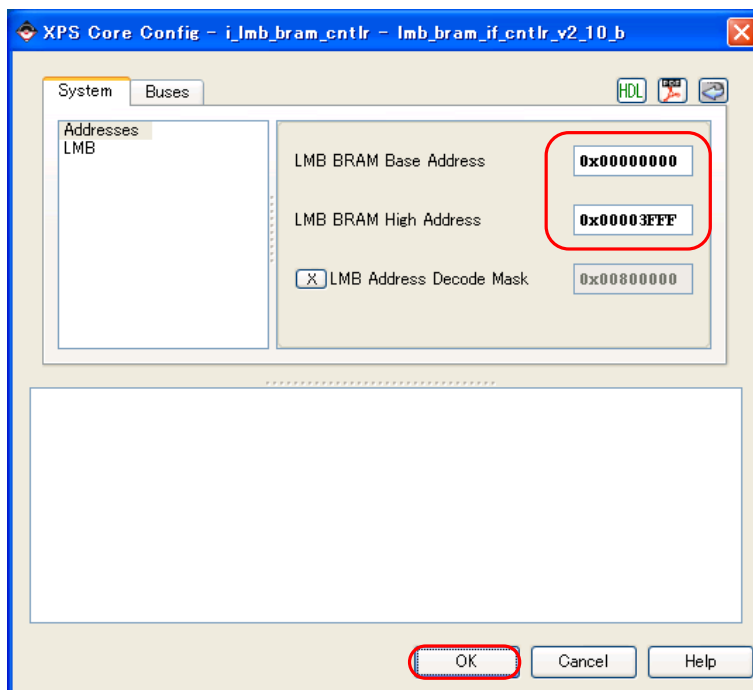 XPS Core Config - i_lmb_bram_cntlr - lmb_bram_if_cntlr_v2_10_b
System Buses HDL
Addresses
LMB
LMB BRAM Base Address 0x00000000
LMB BRAM High Address 0x00003FFF
X LMB Address Decode Mask 0x00800000
OK Cancel Help